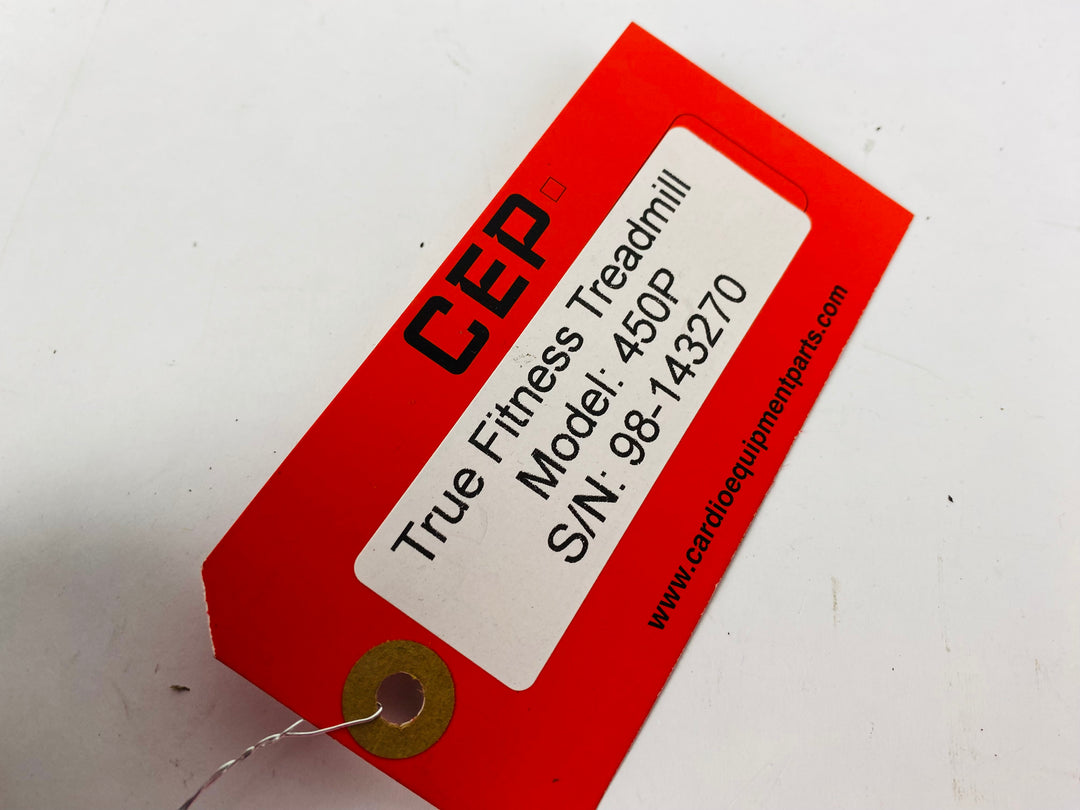 CEP
True Fitness Treadmill
Model: 450P
S/N: 98-143270
www.cardioequipmentparts.com